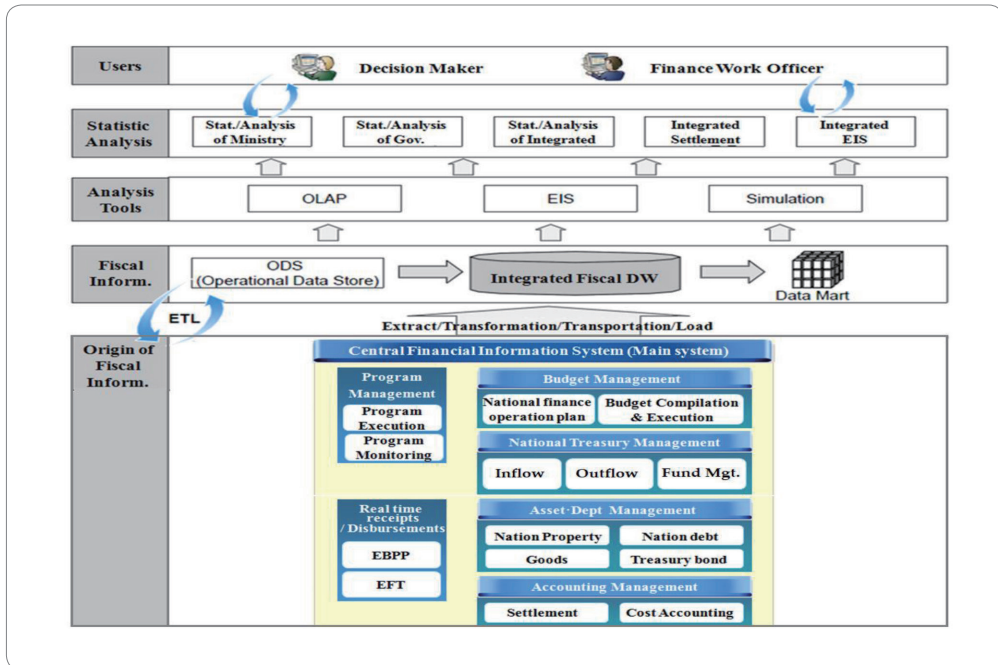 Users
Decision Maker
Finance Work Officer
Statistic
Analysis
Stat./Analysis
of Ministry
Stat./Analysis
of Gov.
Stat./Analysis
of Integrated
Integrated
Settlement
Integrated
EIS
Analysis
Tools
OLAP
EIS
Simulation
Fiscal
Inform.
ODS
(Operational Data Store)
Integrated Fiscal DW
Data Mart
ETL
Extract/Transformation/Transportation/Load
Origin of
Fiscal
Inform.
Central Financial Information System (Main system)
Program
Management
Program
Execution
Program
Monitoring
Budget Management
National finance
operation plan
Budget Compilation
& Execution
National Treasury Management
Inflow
Outflow
Fund Mgt.
Real time
receipts
/ Disbursements
EBPP
EFT
Asset·Dept Management
Nation Property
Nation debt
Goods
Treasury bond
Accounting Management
Settlement
Cost Accounting